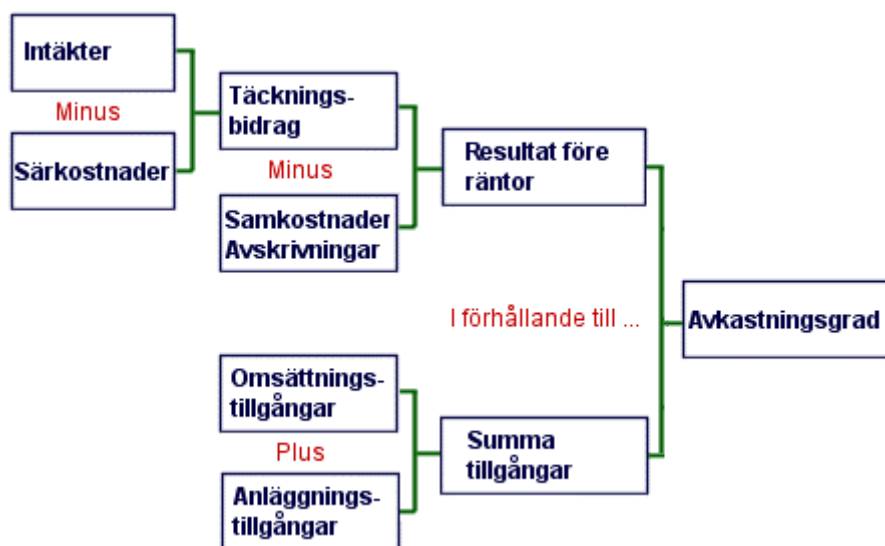 Intäkter
Minus
Särkostnader
Täcknings-
bidrag
Minus
Samkostnader
Avskrivningar
Resultat före
räntor
I förhållande till ...
Avkastningsgrad
Omsättnings-
tillgångar
Plus
Anläggnings-
tillgångar
Summa
tillgångar